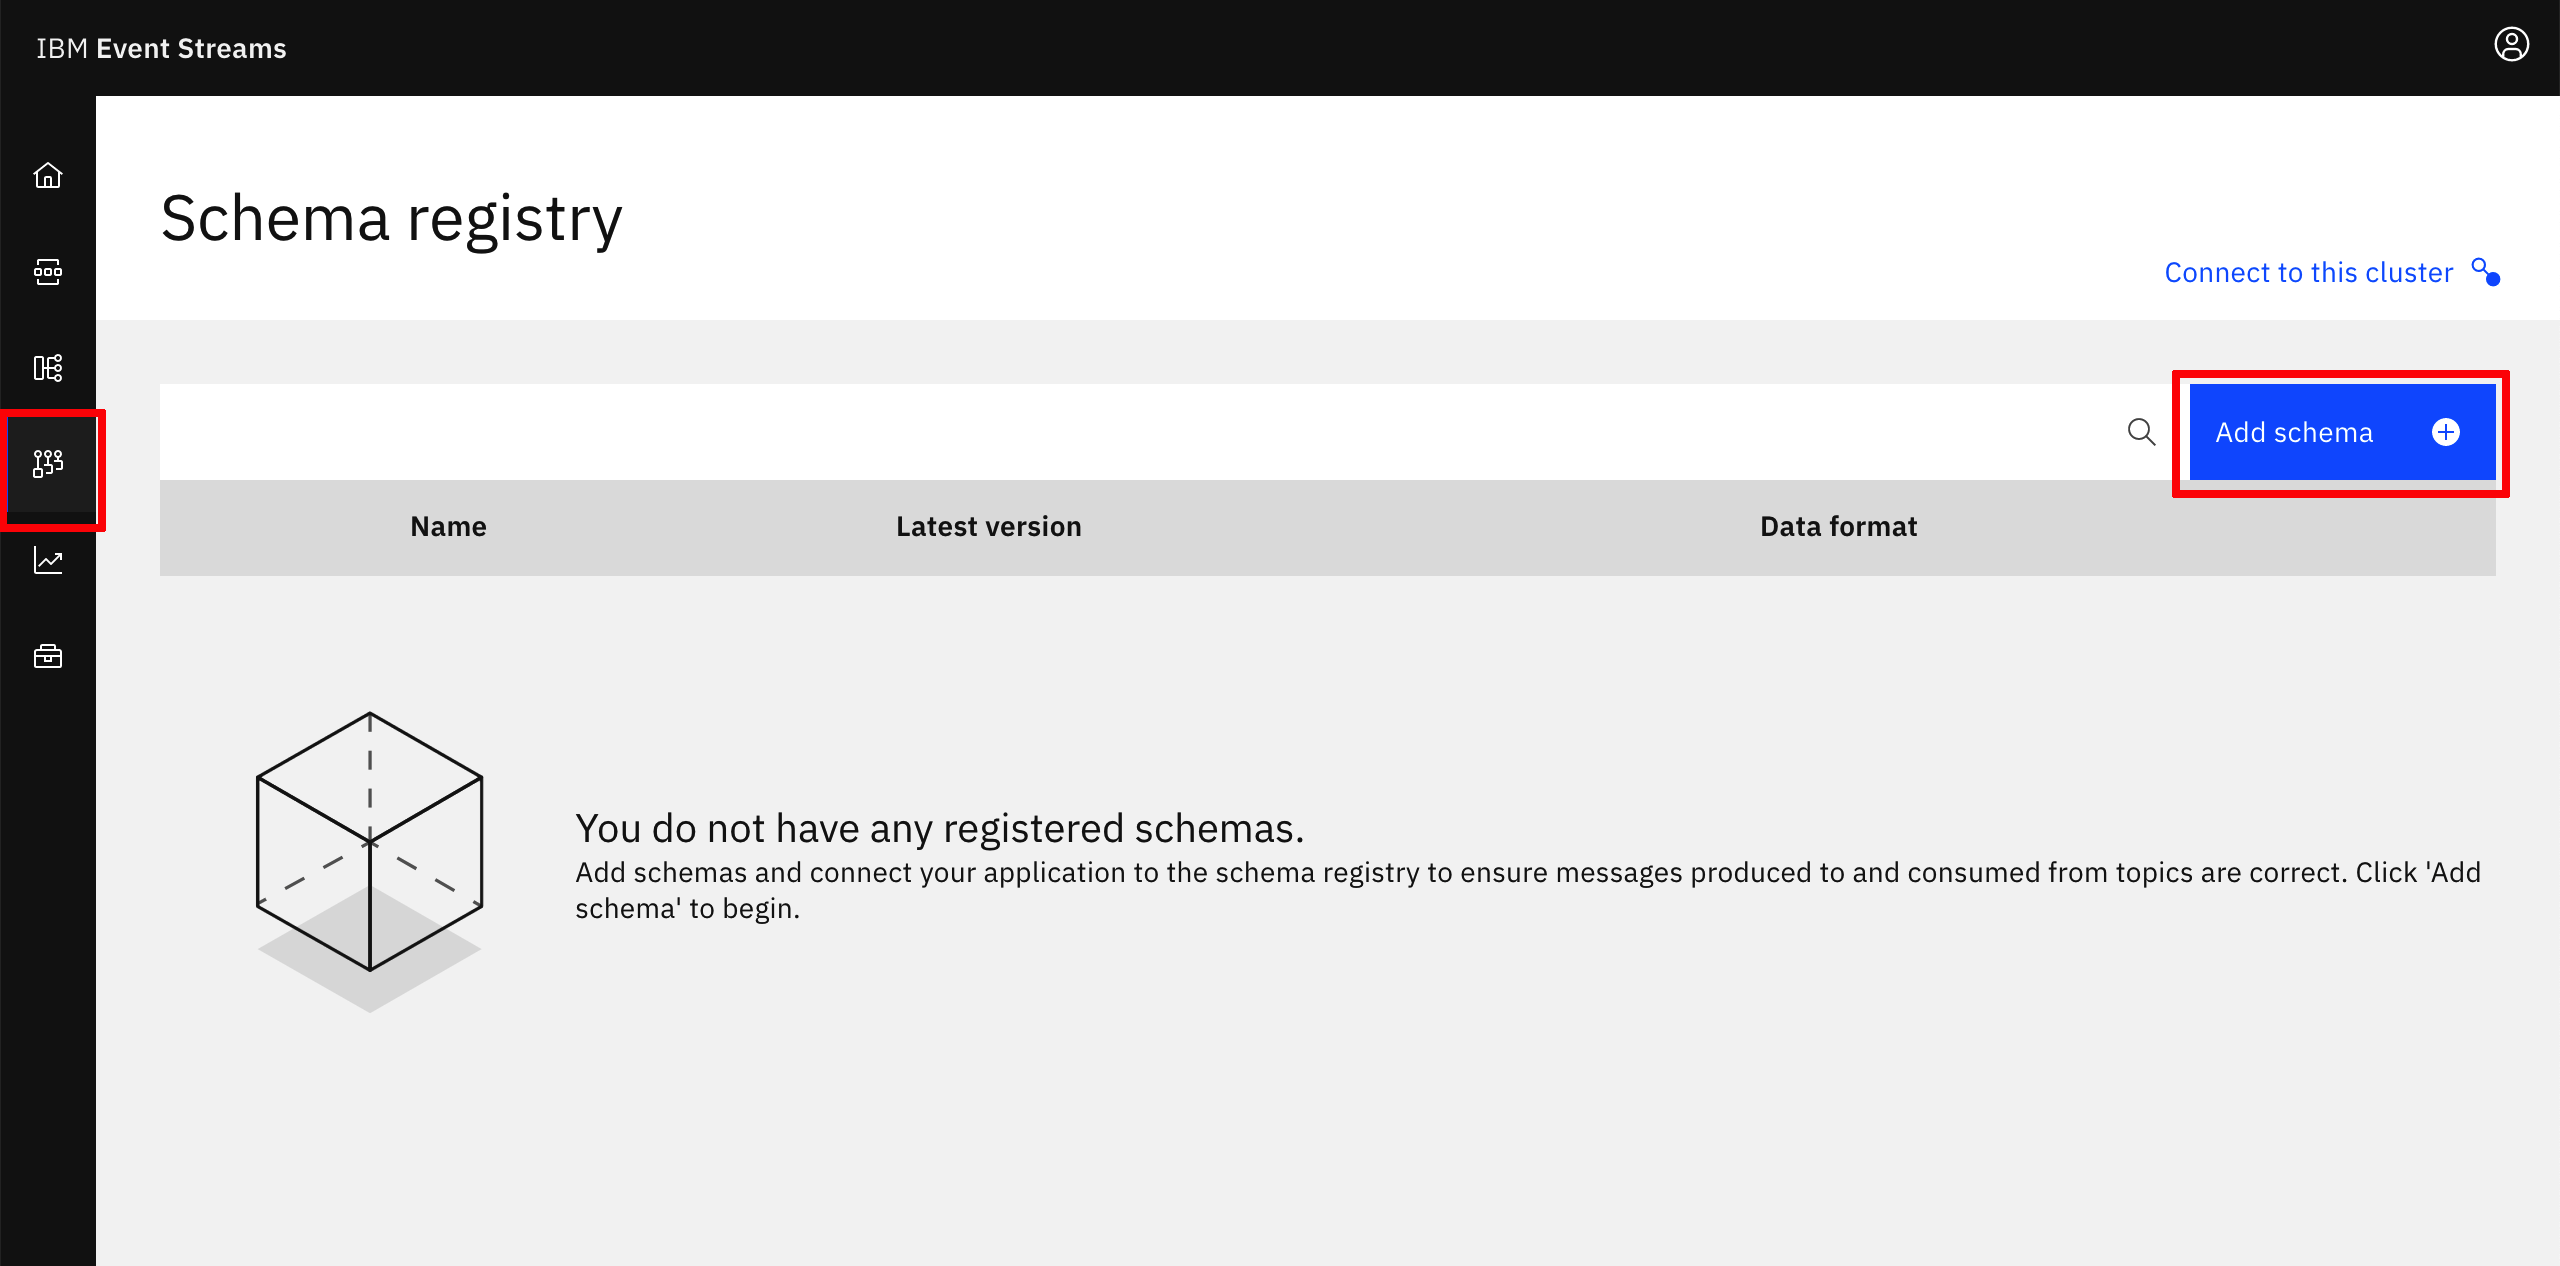 IBM Event Streams
Schema registry
Connect to this cluster
Add schema
Name Latest version Data format
You do not have any registered schemas.
Add schemas and connect your application to the schema registry to ensure messages produced to and consumed from topics are correct. Click 'Add
schema' to begin.